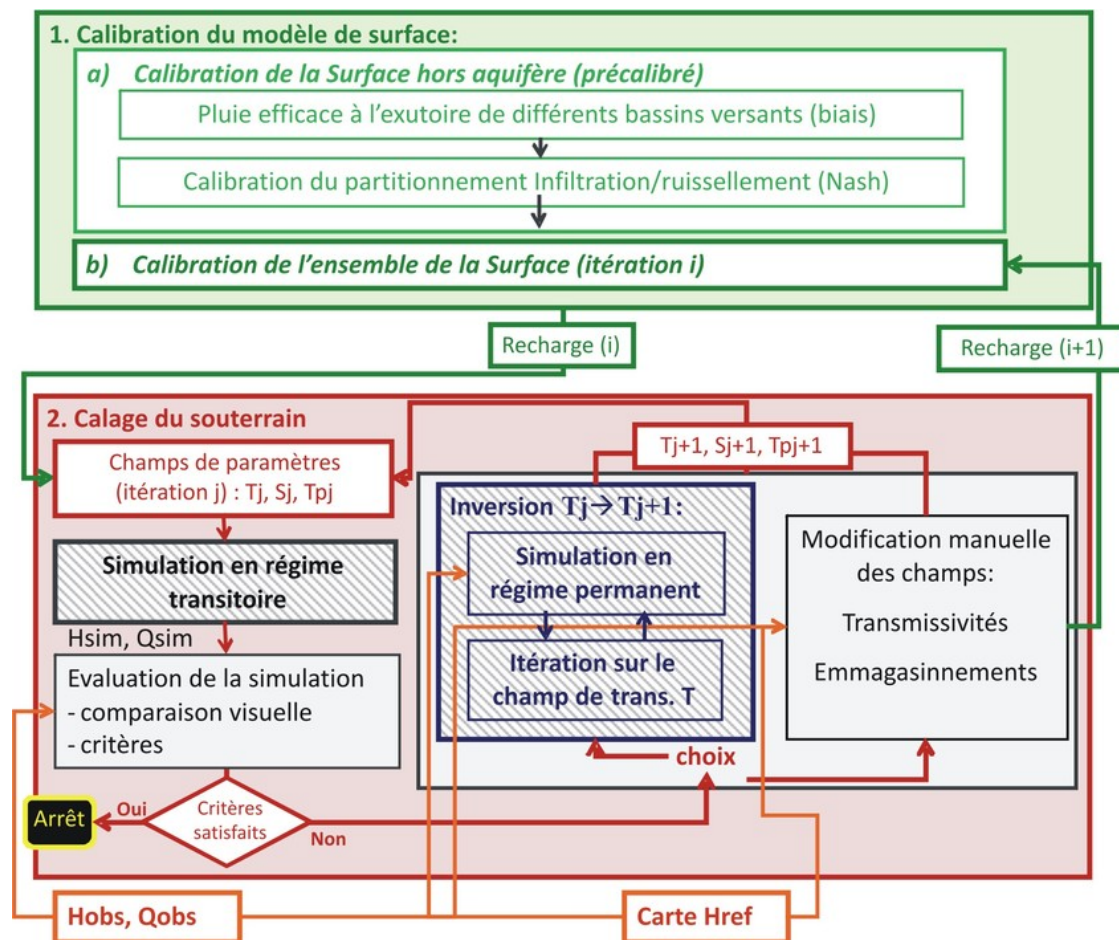 1. Calibration du modèle de surface:
a) Calibration de la Surface hors aquifère (précalibré)
Pluie efficace à l'exutoire de différents bassins versants (biais)
Calibration du partitionnement Infiltration/ruissellement (Nash)
b) Calibration de l'ensemble de la Surface (itération i)
Recharge (i)
Recharge (i+1)
2. Calage du souterrain
Champs de paramètres
(itération j) : Tj, Sj, Tpj
Simulation en régime
transitoire
Hsim, Qsim
Evaluation de la simulation
- comparaison visuelle
- critères
Critères
satisfaits
Oui
Arrêt
Non
Tj+1, Sj+1, Tpj+1
Inversion Tj→Tj+1:
Simulation en
régime permanent
Itération sur le
champ de trans. T
choix
Modification manuelle
des champs:
Transmissivités
Emmagasinnements
Hobs, Qobs
Carte Href